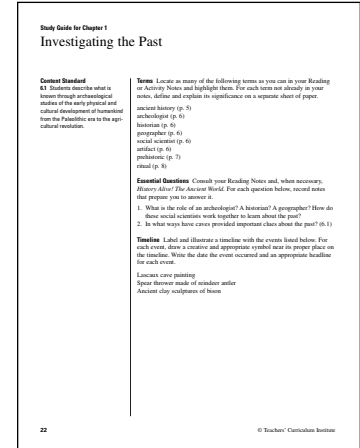 Study Guide for Chapter 1
Investigating the Past
Content Standard
6.1 Students describe what is
known through archaeological
studies of the early physical and
cultural development of humankind
from the Paleolithic era to the agri-
cultural revolution.
Terms Locate as many of the following terms as you can in your Reading
or Activity Notes and highlight them. For each term not already in your
notes, define and explain its significance on a separate sheet of paper.
ancient history (p. 5)
archeologist (p. 6)
historian (p. 6)
geographer (p. 6)
social scientist (p. 6)
artifact (p. 6)
prehistoric (p. 7)
ritual (p. 8)
Essential Questions Consult your Reading Notes and, when necessary,
History Alive! The Ancient World. For each question below, record notes
that prepare you to answer it.
1. What is the role of an archeologist? A historian? A geographer? How do
these social scientists work together to learn about the past?
2. In what ways have caves provided important clues about the past? (6.1)
Timeline Label and illustrate a timeline with the events listed below. For
each event, draw a creative and appropriate symbol near its proper place on
the timeline. Write the date the event occurred and an appropriate headline
for each event.
Lascaux cave painting
Spear thrower made of reindeer antler
Ancient clay sculptures of bison
22
© Teachers' Curriculum Institute